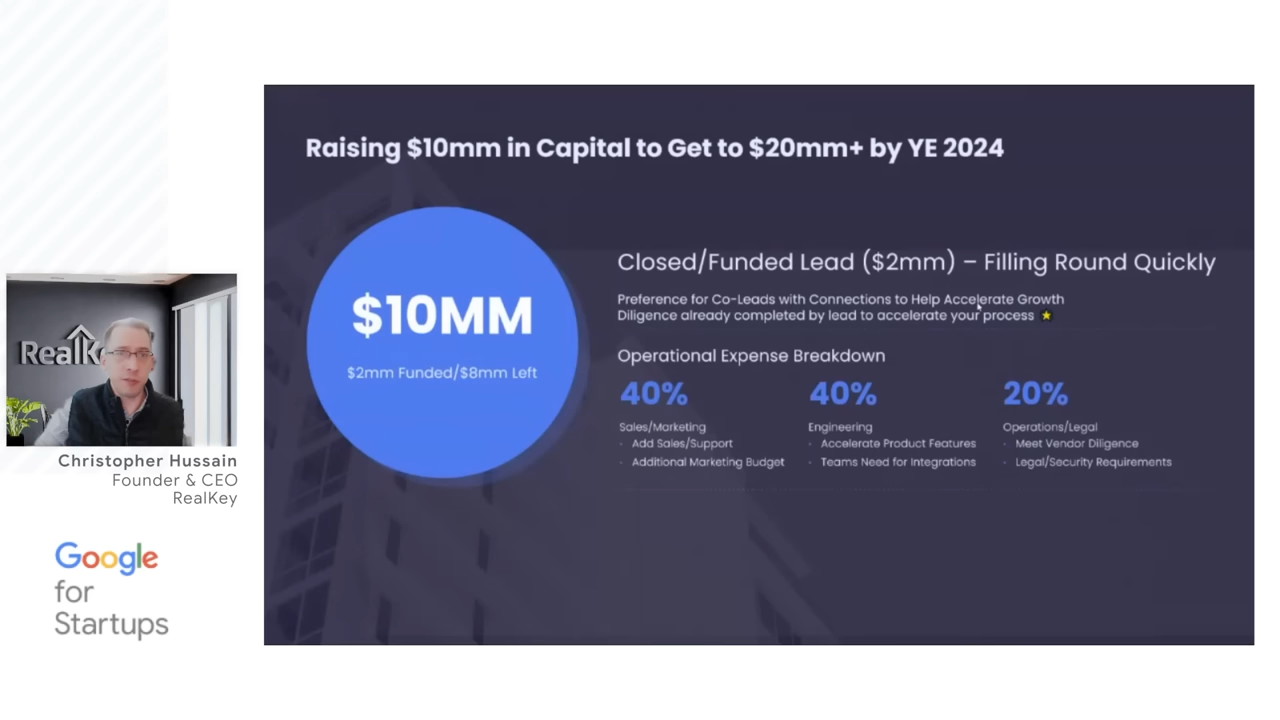 Raising $10mm in Capital to Get to $20mm+ by YE 2024
$10MM
$2mm Funded/$8mm Left
Closed/Funded Lead ($2mm) – Filling Round Quickly
Preference for Co-Leads with Connections to Help Accelerate Growth
Diligence already completed by lead to accelerate your process
Operational Expense Breakdown
40%
Sales/Marketing
· Add Sales/Support
· Additional Marketing Budget
40%
Engineering
· Accelerate Product Features
· Teams Need for Integrations
20%
Operations/Legal
· Meet Vendor Diligence
· Legal/Security Requirements
Christopher Hussain
Founder & CEO
RealKey
Google
for
Startups